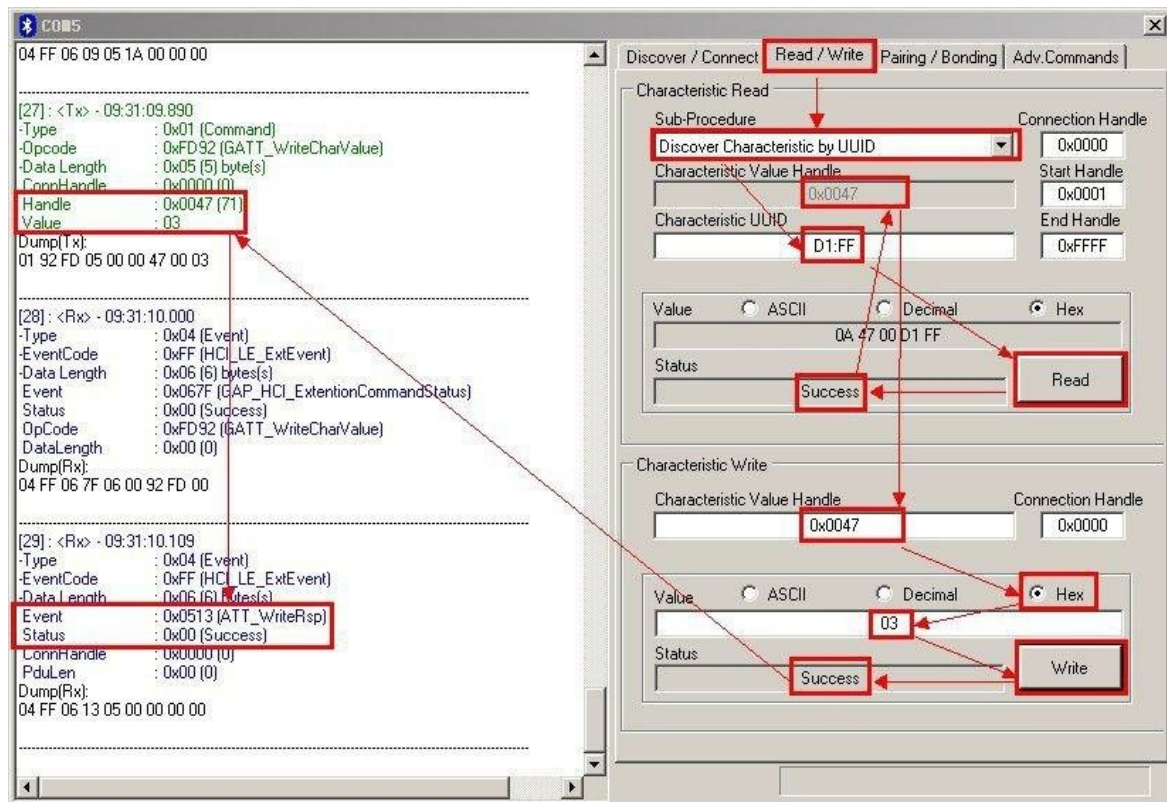 COM5
04 FF 06 09 05 1A 00 00 00
[27] : <Tx> - 09:31:09.890
-Type : 0x01 (Command)
-Opcode : 0xFD92 (GATT_WriteCharValue)
-Data Length : 0x05 (5) byte(s)
ConnHandle : 0x0000 (0)
Handle : 0x0047 (71)
Value : 03
Dump(Tx):
01 92 FD 05 00 00 47 00 03
[28] : <Rx> - 09:31:10.000
-Type : 0x04 (Event)
-EventCode : 0xFF (HCI_LE_ExtEvent)
-Data Length : 0x06 (6) bytes(s)
Event : 0x067F (GAP_HCI_ExtentionCommandStatus)
Status : 0x00 (Success)
OpCode : 0xFD92 (GATT_WriteCharValue)
DataLength : 0x00 (0)
Dump(Rx):
04 FF 06 7F 06 00 92 FD 00
[29] : <Rx> - 09:31:10.109
-Type : 0x04 (Event)
-EventCode : 0xFF (HCI_LE_ExtEvent)
-Data Length : 0x06 (6) bytes(s)
Event : 0x0513 (ATT_WriteRsp)
Status : 0x00 (Success)
ConnHandle : 0x0000 (0)
PduLen : 0x00 (0)
Dump(Rx):
04 FF 06 13 05 00 00 00 00
Discover / Connect Read / Write Pairing / Bonding Adv.Commands
Characteristic Read
Sub-Procedure Connection Handle
Discover Characteristic by UUID 0x0000
Characteristic Value Handle Start Handle
0x0047 0x0001
Characteristic UUID End Handle
D1:FF 0xFFFF
Value ASCII Decimal Hex
0A 47 00 D1 FF
Status
Success Read
Characteristic Write
Characteristic Value Handle Connection Handle
0x0047 0x0000
Value ASCII Decimal Hex
03
Status
Success Write